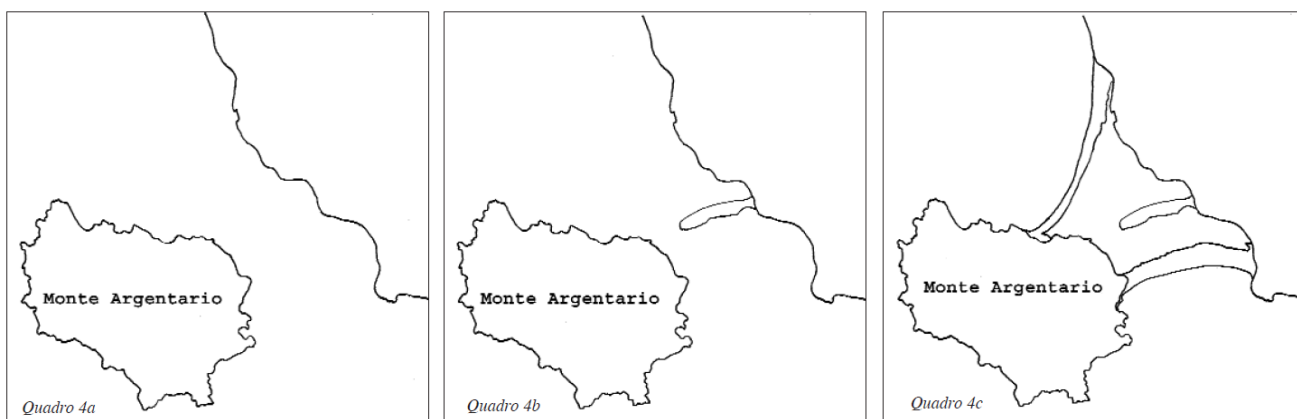 Monte Argentario
Quadro 4a
Monte Argentario
Quadro 4b
Monte Argentario
Quadro 4c